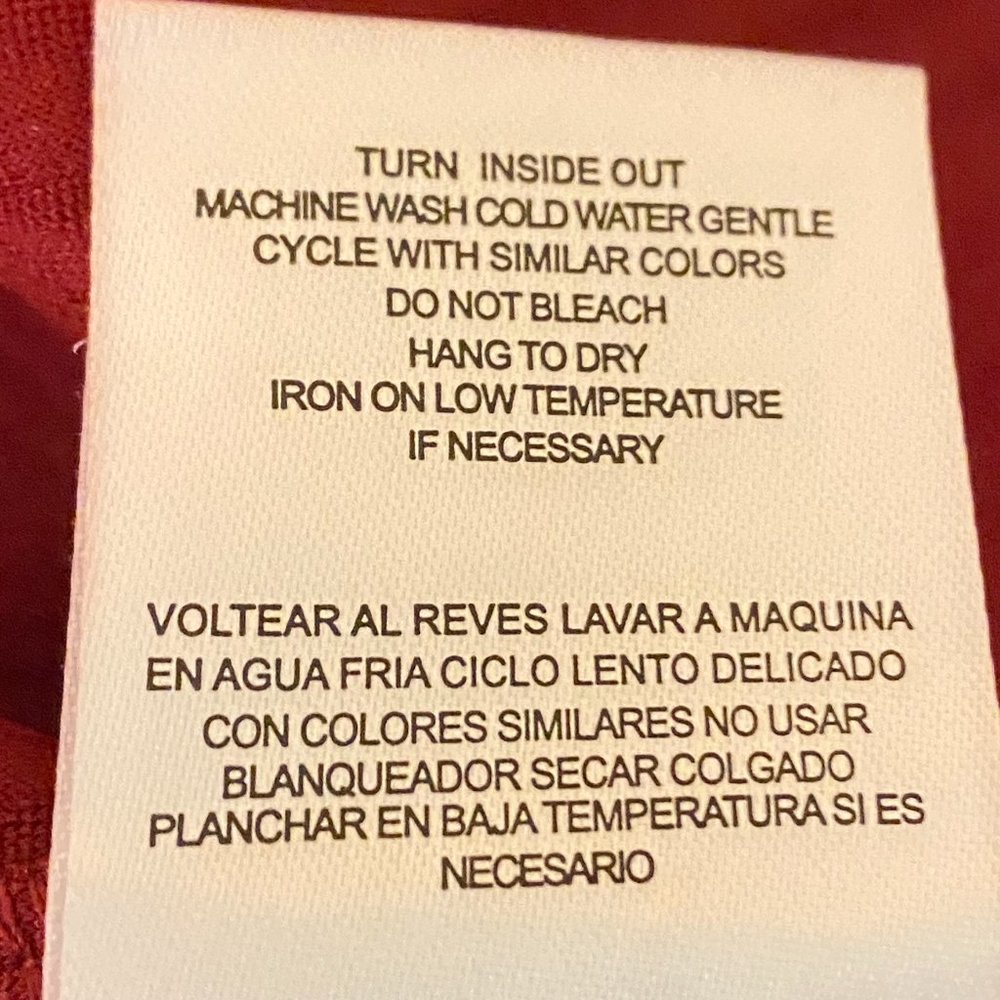 TURN INSIDE OUT
MACHINE WASH COLD WATER GENTLE
CYCLE WITH SIMILAR COLORS
DO NOT BLEACH
HANG TO DRY
IRON ON LOW TEMPERATURE
IF NECESSARY
VOLTEAR AL REVES LAVAR A MAQUINA
EN AGUA FRIA CICLO LENTO DELICADO
CON COLORES SIMILARES NO USAR
BLANQUEADOR SECAR COLGADO
PLANCHAR EN BAJA TEMPERATURA SI ES
NECESARIO